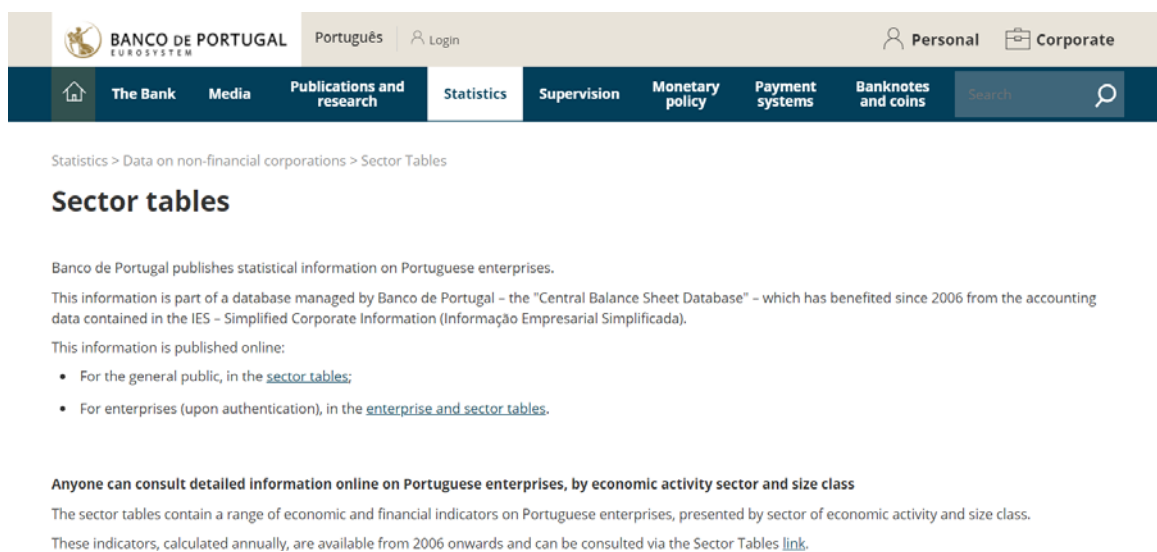 BANCO DE PORTUGAL
EUROSYSTEM
Português
Login
Personal
Corporate
The Bank
Media
Publications and
research
Statistics
Supervision
Monetary
policy
Payment
systems
Banknotes
and coins
Search
Statistics > Data on non-financial corporations > Sector Tables
Sector tables
Banco de Portugal publishes statistical information on Portuguese enterprises.
This information is part of a database managed by Banco de Portugal – the "Central Balance Sheet Database" – which has benefited since 2006 from the accounting
data contained in the IES – Simplified Corporate Information (Informação Empresarial Simplificada).
This information is published online:
• For the general public, in the sector tables;
• For enterprises (upon authentication), in the enterprise and sector tables.
Anyone can consult detailed information online on Portuguese enterprises, by economic activity sector and size class
The sector tables contain a range of economic and financial indicators on Portuguese enterprises, presented by sector of economic activity and size class.
These indicators, calculated annually, are available from 2006 onwards and can be consulted via the Sector Tables link.